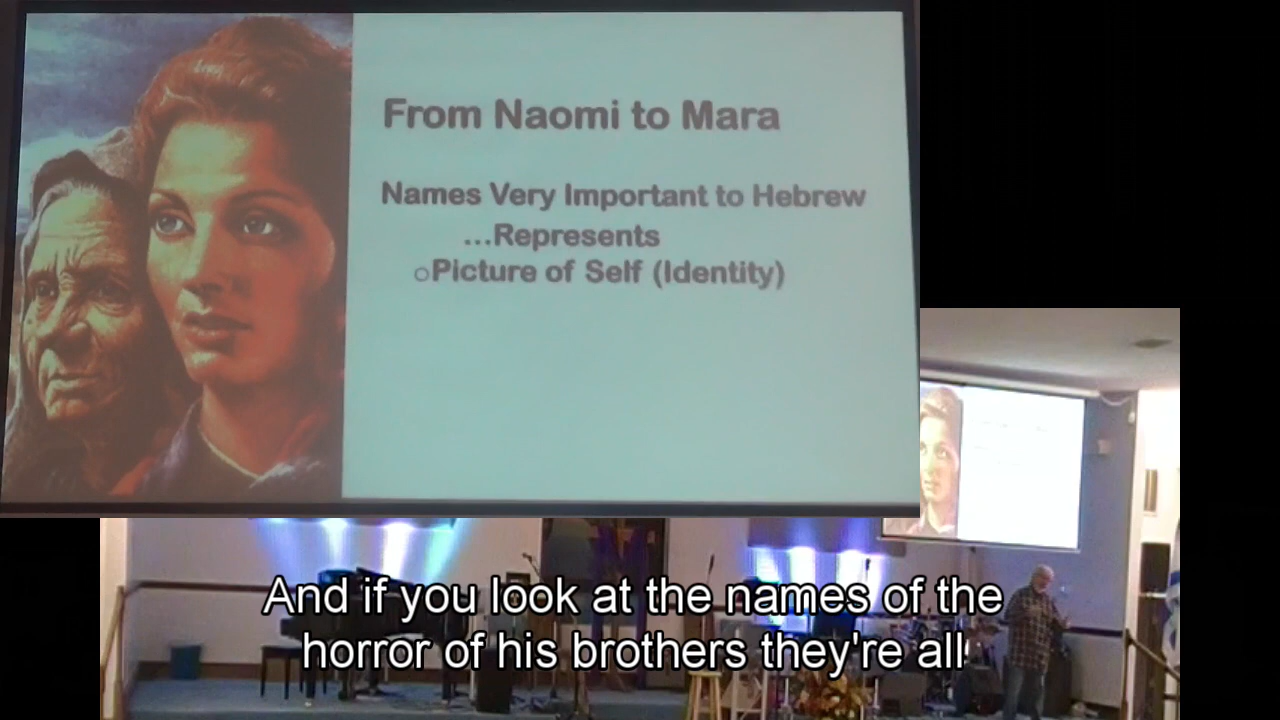 From Naomi to Mara
Names Very Important to Hebrew
...Represents
○Picture of Self (Identity)
And if you look at the names of the
horror of his brothers they're all